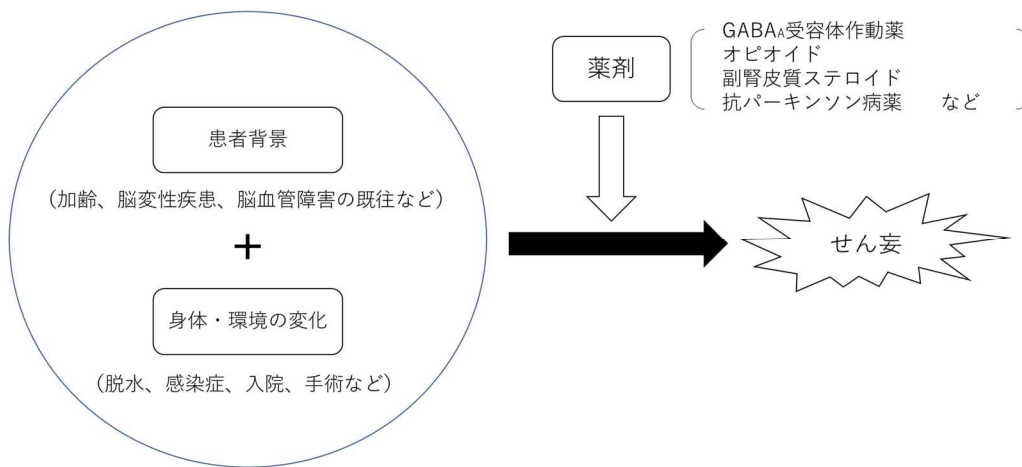 患者背景
（加齢、脳変性疾患、脳血管障害の既往など）
＋
身体・環境の変化
（脱水、感染症、入院、手術など）
薬剤
GABAA受容体作動薬
オピオイド
副腎皮質ステロイド
抗パーキンソン病薬　など
せん妄